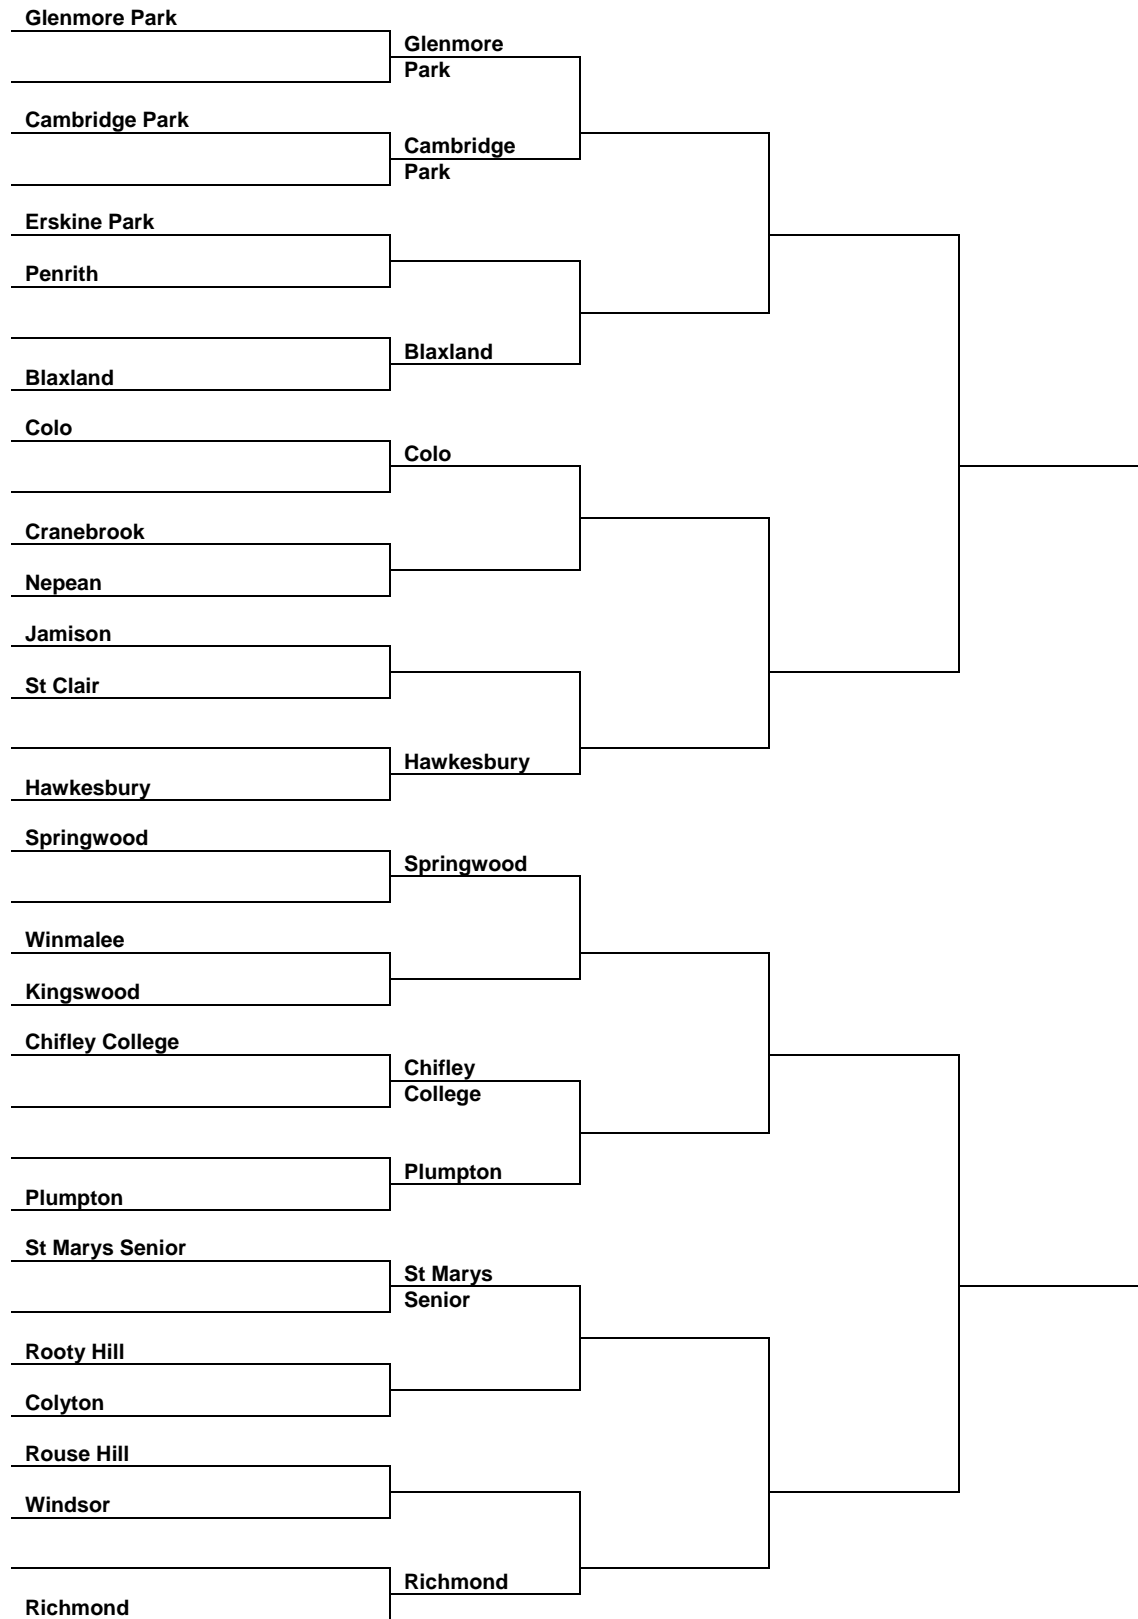 Glenmore Park
Glenmore
Park
Cambridge Park
Cambridge
Park
Erskine Park
Penrith
Blaxland
Blaxland
Colo
Colo
Cranebrook
Nepean
Jamison
St Clair
Hawkesbury
Hawkesbury
Springwood
Springwood
Winmalee
Kingswood
Chifley College
Chifley
College
Plumpton
Plumpton
St Marys Senior
St Marys
Senior
Rooty Hill
Colyton
Rouse Hill
Windsor
Richmond
Richmond